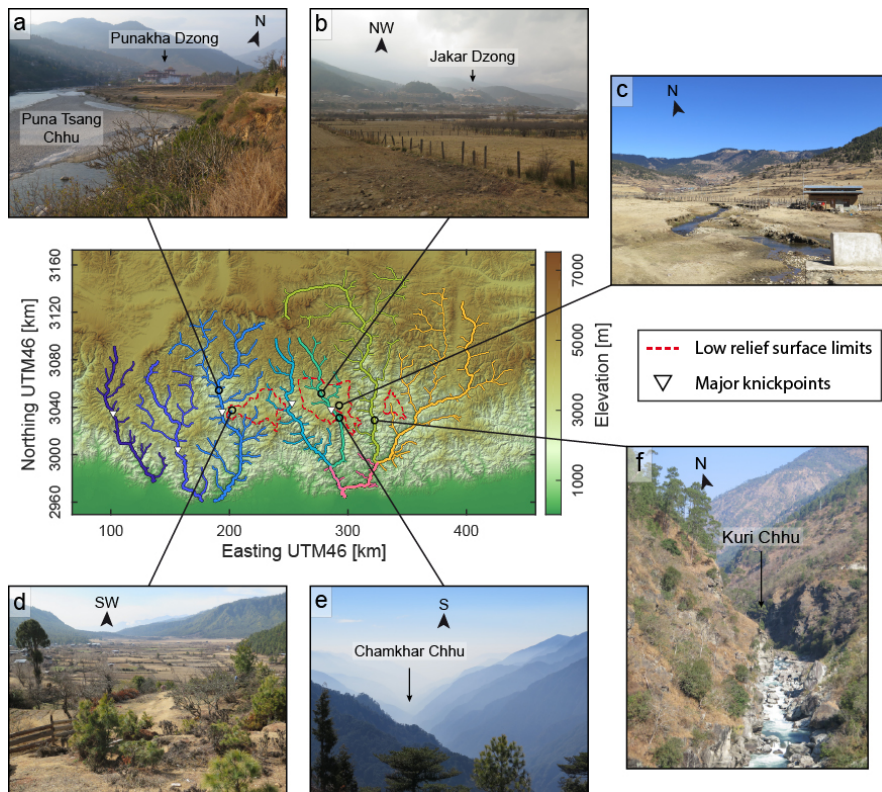 a
N
Punakha Dzong
Puna Tsang
Chhu
b
NW
Jakar Dzong
c
N
3160
3120
3080
3040
3000
2960
Northing UTM46 [km]
100
200
300
400
Easting UTM46 [km]
7000
5000
3000
1000
Elevation [m]
Low relief surface limits
Major knickpoints
d
SW
e
S
Chamkhar Chhu
f
N
Kuri Chhu